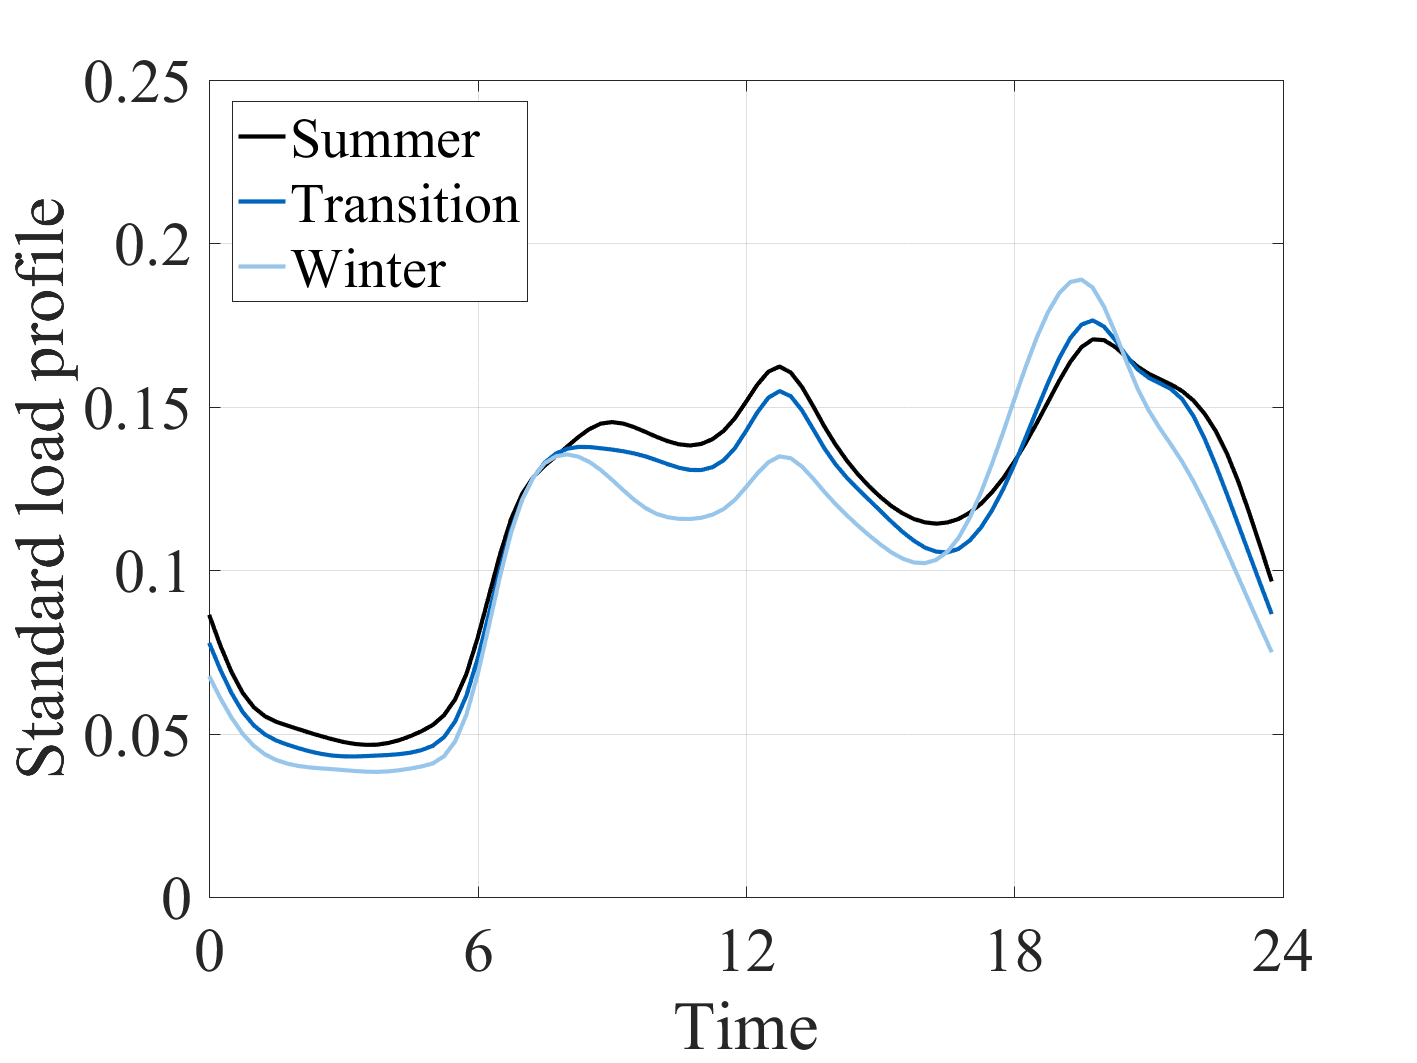 0.25
0.2
0.15
0.1
0.05
0
Standard load profile
Summer
Transition
Winter
0 6 12 18 24
Time